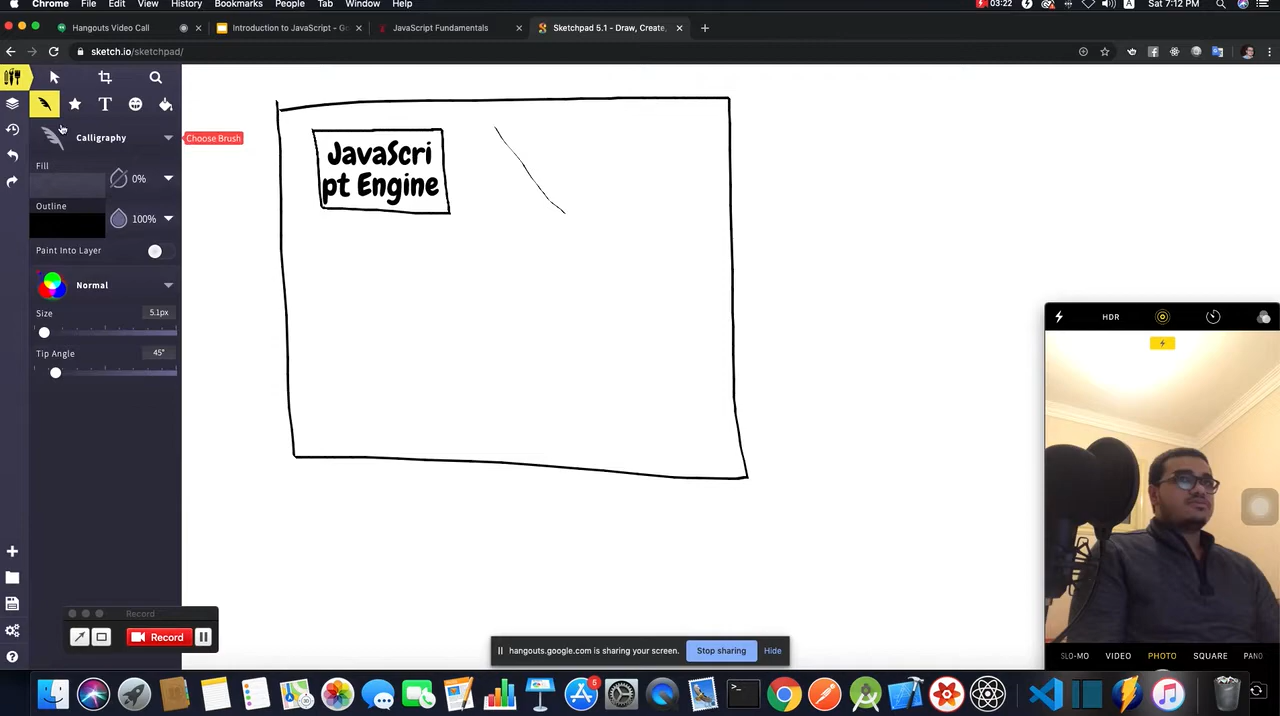 Chrome File Edit View History Bookmarks People Tab Window Help 03:22 A Sat 7:12 PM
Hangouts Video Call
Introduction to JavaScript - Go
JavaScript Fundamentals
Sketchpad 5.1 - Draw, Create,
sketch.io/sketchpad/
T
Calligraphy
Choose Brush
Fill
0%
Outline
100%
Paint Into Layer
Normal
Size
5.1px
Tip Angle
45°
JavaScri
pt Engine
HDR
Record
Record
hangouts.google.com is sharing your screen.
Stop sharing
Hide
SLO-MO VIDEO PHOTO SQUARE PANO
6